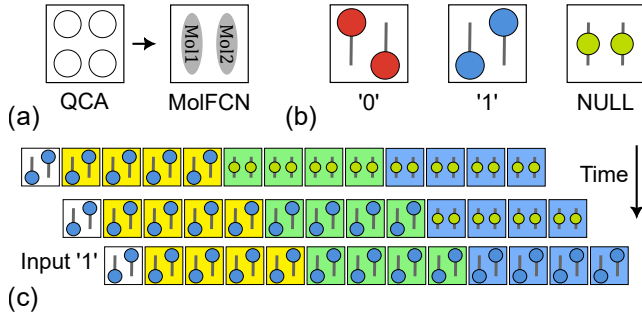 Mol1 Mol2
QCA MolFCN '0' '1' NULL
(a) (b)
Time
Input '1'
(c)